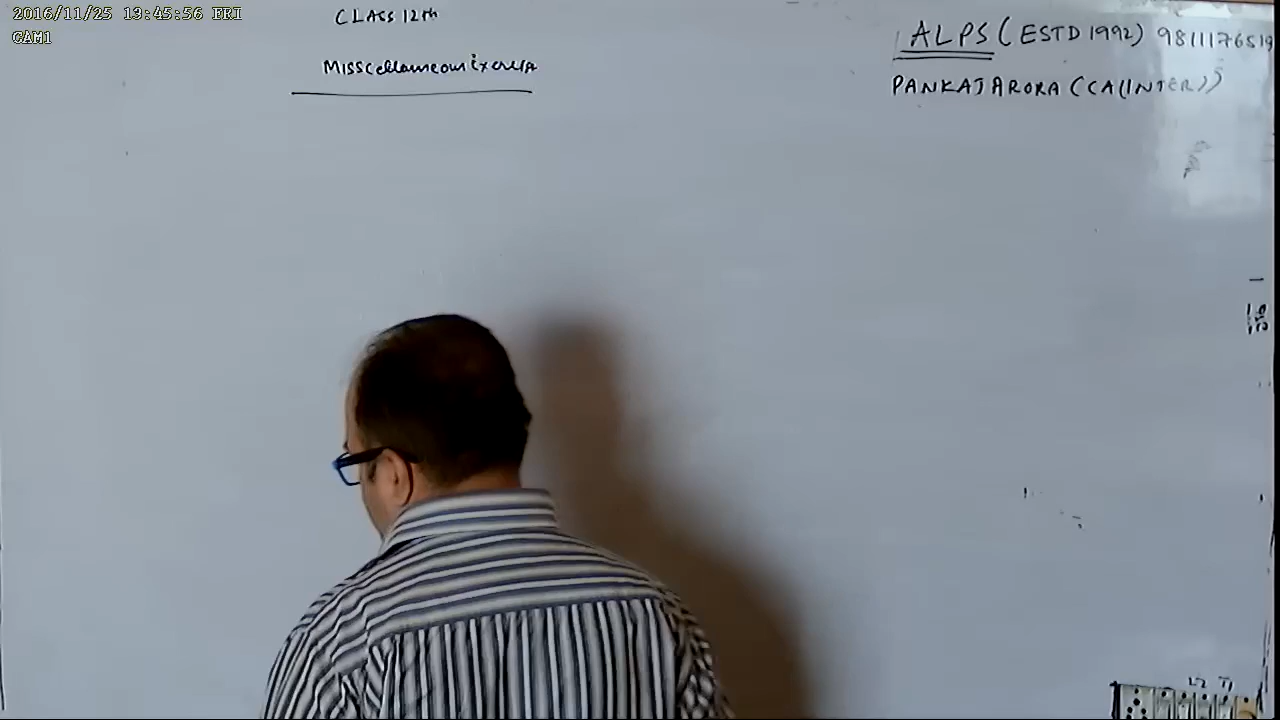 2016/11/25 19:45:56 FRI
CAM1
CLASS 12th
MISScellaneous Exercise
ALPS (ESTD 1992) 9811176519
PANKAJ ARORA (CA(INTER))